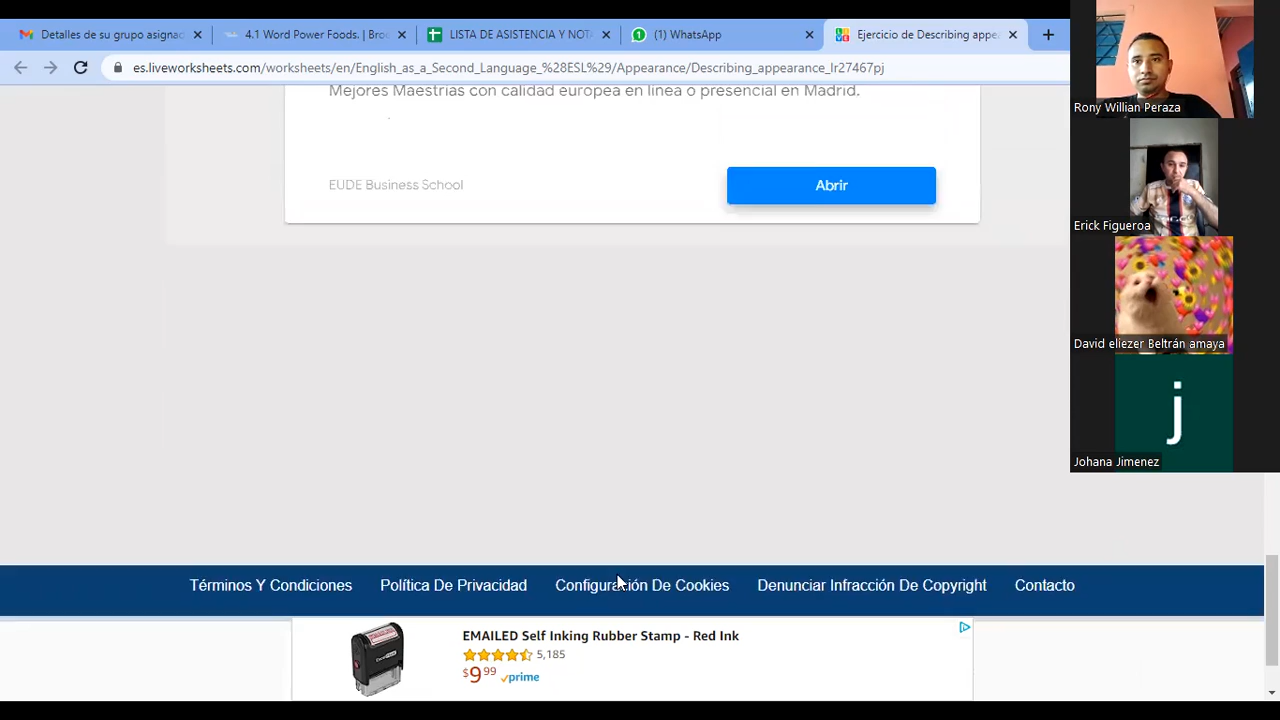 Detalles de su grupo asignac
4.1 Word Power Foods. | Broc
LISTA DE ASISTENCIA Y NOTA
(1) WhatsApp
Ejercicio de Describing appea
es.liveworksheets.com/worksheets/en/English_as_a_Second_Language_%28ESL%29/Appearance/Describing_appearance_lr27467pj
Mejores Maestrías con calidad europea en línea o presencial en Madrid.
EUDE Business School
Abrir
Rony Willian Peraza
Erick Figueroa
David eliezer Beltrán amaya
j
Johana Jimenez
Términos Y Condiciones
Política De Privacidad
Configuración De Cookies
Denunciar Infracción De Copyright
Contacto
EMAILED Self Inking Rubber Stamp - Red Ink
5,185
$9.99
prime